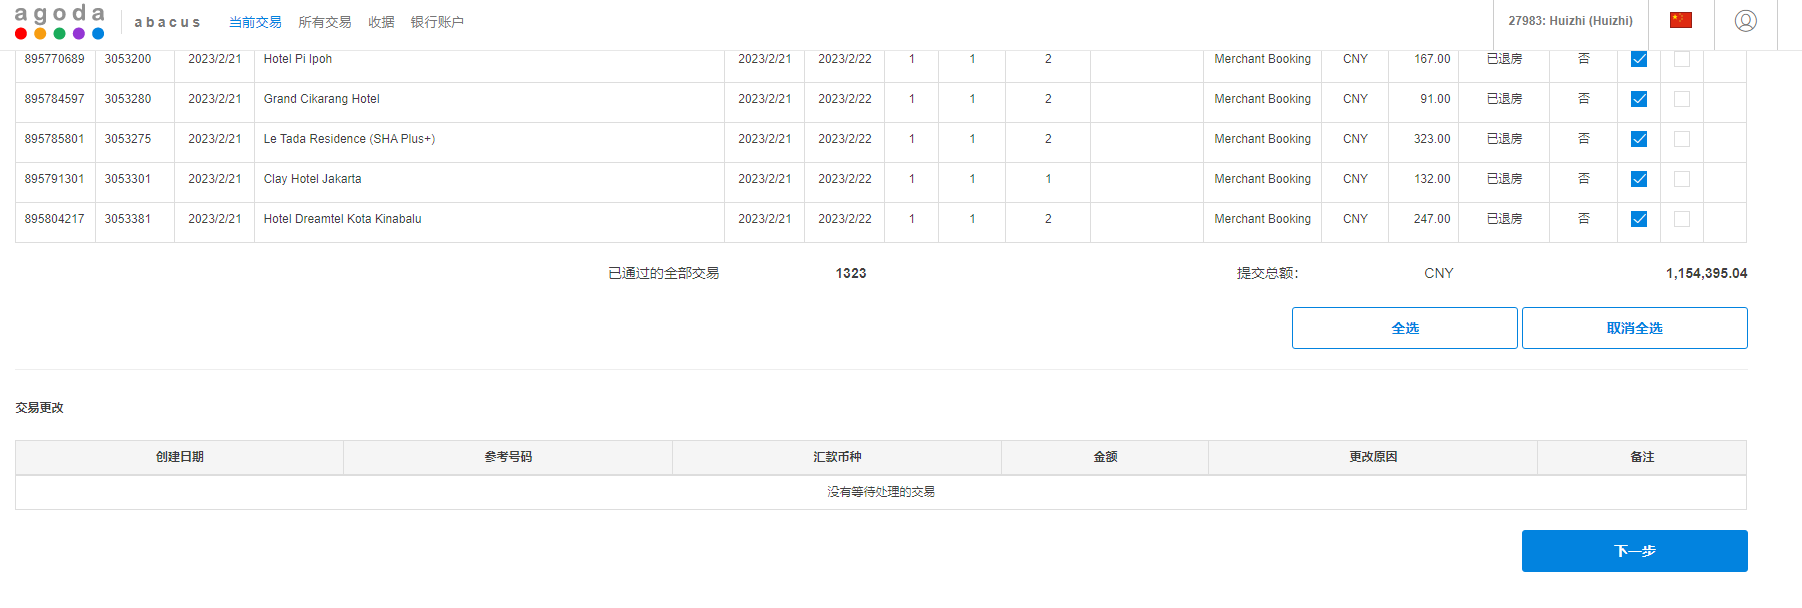 agoda
abacus 当前交易 所有交易 收据 银行账户 27983: Huizhi (Huizhi)
895770689 3053200 2023/2/21 Hotel Pi Ipoh 2023/2/21 2023/2/22 1 1 2 Merchant Booking CNY 167.00 已退房 否
895784597 3053280 2023/2/21 Grand Cikarang Hotel 2023/2/21 2023/2/22 1 1 2 Merchant Booking CNY 91.00 已退房 否
895785801 3053275 2023/2/21 Le Tada Residence (SHA Plus+) 2023/2/21 2023/2/22 1 1 2 Merchant Booking CNY 323.00 已退房 否
895791301 3053301 2023/2/21 Clay Hotel Jakarta 2023/2/21 2023/2/22 1 1 1 Merchant Booking CNY 132.00 已退房 否
895804217 3053381 2023/2/21 Hotel Dreamtel Kota Kinabalu 2023/2/21 2023/2/22 1 1 2 Merchant Booking CNY 247.00 已退房 否
已通过的全部交易 1323 提交总额: CNY 1,154,395.04
全选 取消全选
交易更改
创建日期 参考号码 汇款币种 金额 更改原因 备注
没有等待处理的交易
下一步